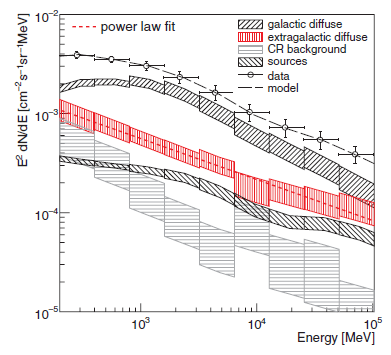 10⁻²
power law fit
galactic diffuse
extragalactic diffuse
CR background
sources
data
model
E² dN/dE [cm⁻²s⁻¹sr⁻¹MeV]
10⁻³
10⁻⁴
10⁻⁵
10³
10⁴
10⁵
Energy [MeV]